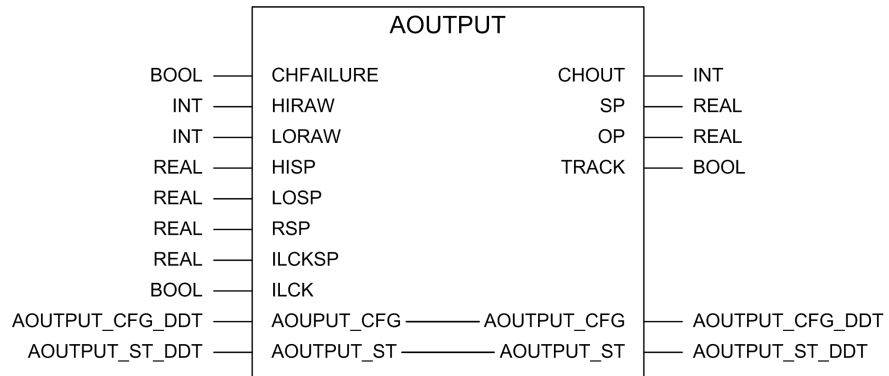 AOUTPUT
BOOL CHFAILURE CHOUT INT
INT HIRAW SP REAL
INT LORAW OP REAL
REAL HISP TRACK BOOL
REAL LOSP
REAL RSP
REAL ILCKSP
BOOL ILCK
AOUTPUT_CFG_DDT AOUPUT_CFG AOUTPUT_CFG AOUTPUT_CFG_DDT
AOUTPUT_ST_DDT AOUTPUT_ST AOUTPUT_ST AOUTPUT_ST_DDT